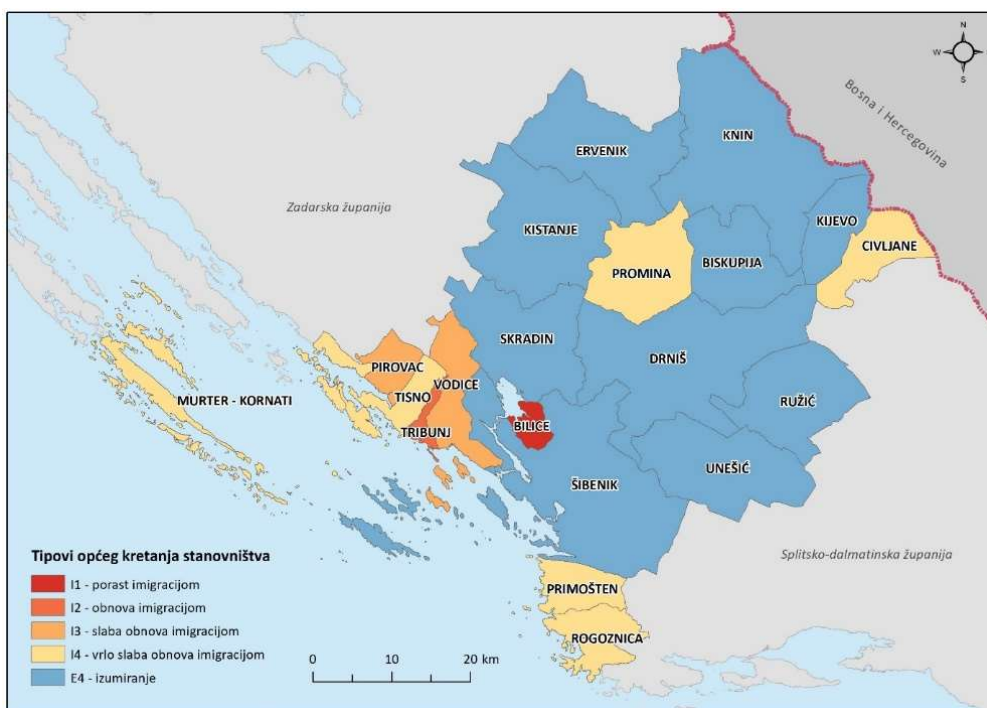 N
W
S
Bosna i Hercegovina
KNIN
ERVENIK
Zadarska županija
KISTANJE
KIJEVO
CIVLJANE
PROMINA
BISKUPIJA
SKRADIN
DRNIŠ
PIROVAC
VODICE
TISNO
MURTER - KORNATI
RUŽIĆ
TRIBUNJ
BILICE
UNEŠIĆ
ŠIBENIK
Splitsko-dalmatinska županija
PRIMOŠTEN
ROGOZNICA
Tipovi općeg kretanja stanovništva
I1 - porast imigracijom
I2 - obnova imigracijom
I3 - slaba obnova imigracijom
I4 - vrlo slaba obnova imigracijom
E4 - izumiranje
0 10 20 km